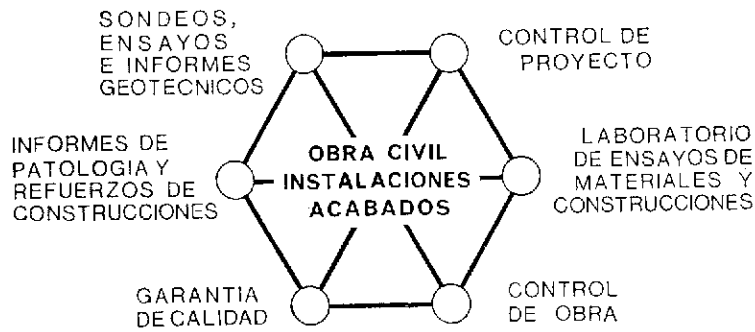 SONDEOS,
ENSAYOS
E INFORMES
GEOTECNICOS
CONTROL DE
PROYECTO
INFORMES DE
PATOLOGIA Y
REFUERZOS DE
CONSTRUCCIONES
OBRA CIVIL
INSTALACIONES
ACABADOS
LABORATORIO
DE ENSAYOS DE
MATERIALES Y
CONSTRUCCIONES
GARANTIA
DE CALIDAD
CONTROL
DE OBRA